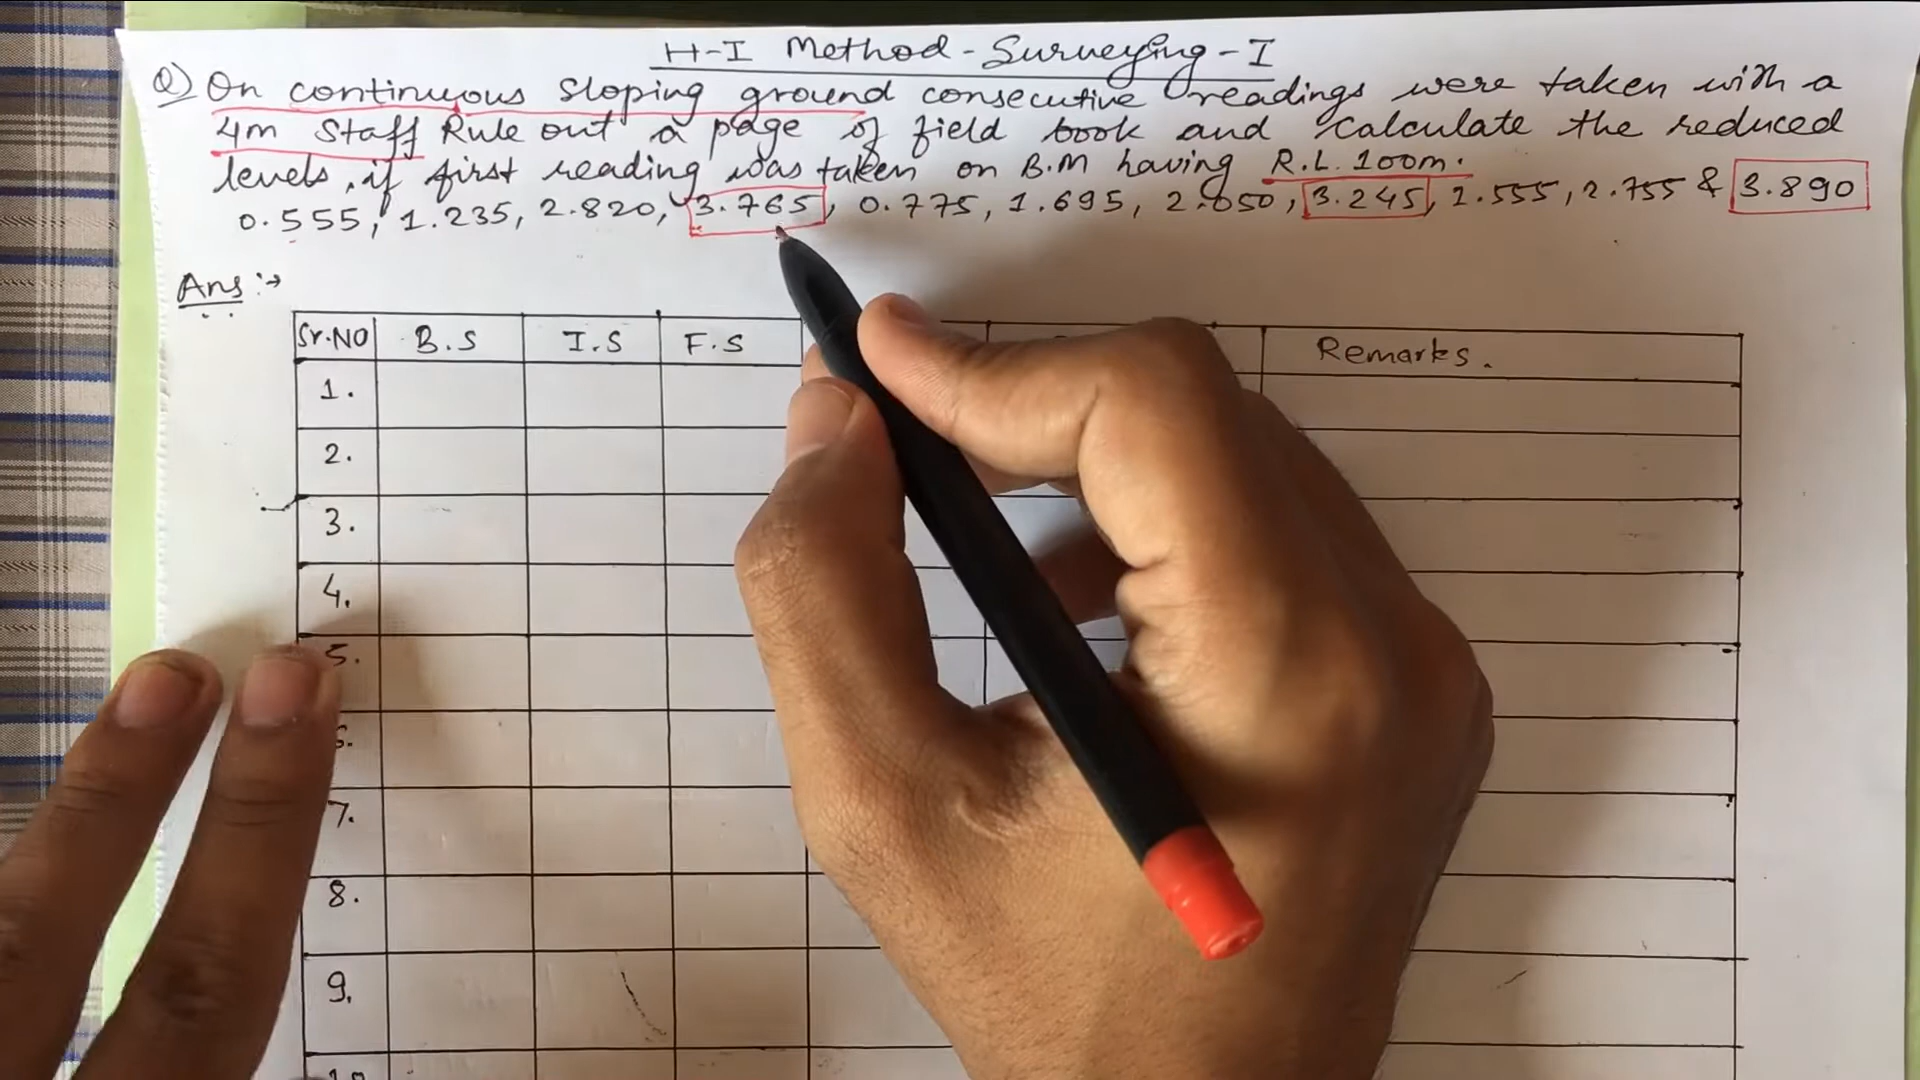 H-I Method - Surveying - I
Q) On continuous sloping ground consecutive readings were taken with a
4m Staff Rule out a page of field book and calculate the reduced
levels, if first reading was taken on B.M having R.L. 100m.
0.555, 1.235, 2.820, 3.765, 0.775, 1.695, 2.050, 3.245, 1.555, 2.755 & 3.890
Ans :→
Sr.NO B.S I.S F.S Remarks.
1.
2.
3.
4.
5.
6.
7.
8.
9.
10